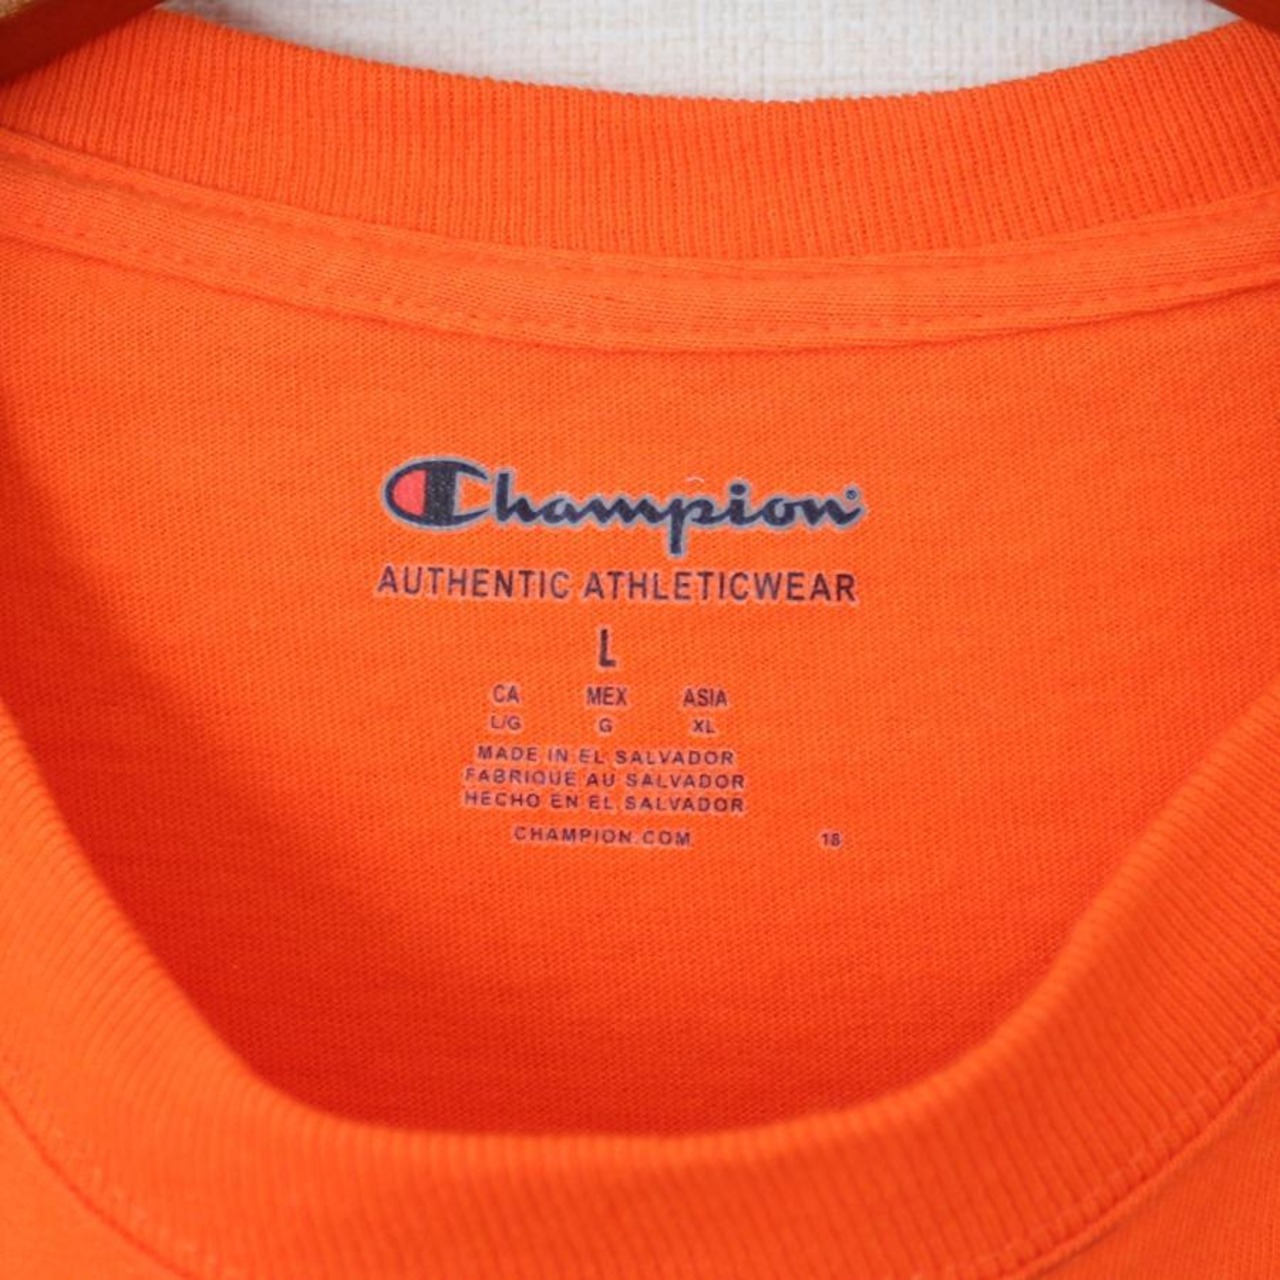 Champion®
AUTHENTIC ATHLETICWEAR
L
CA MEX ASIA
L/G G XL
MADE IN EL SALVADOR
FABRIQUÉ AU SALVADOR
HECHO EN EL SALVADOR
CHAMPION.COM 18